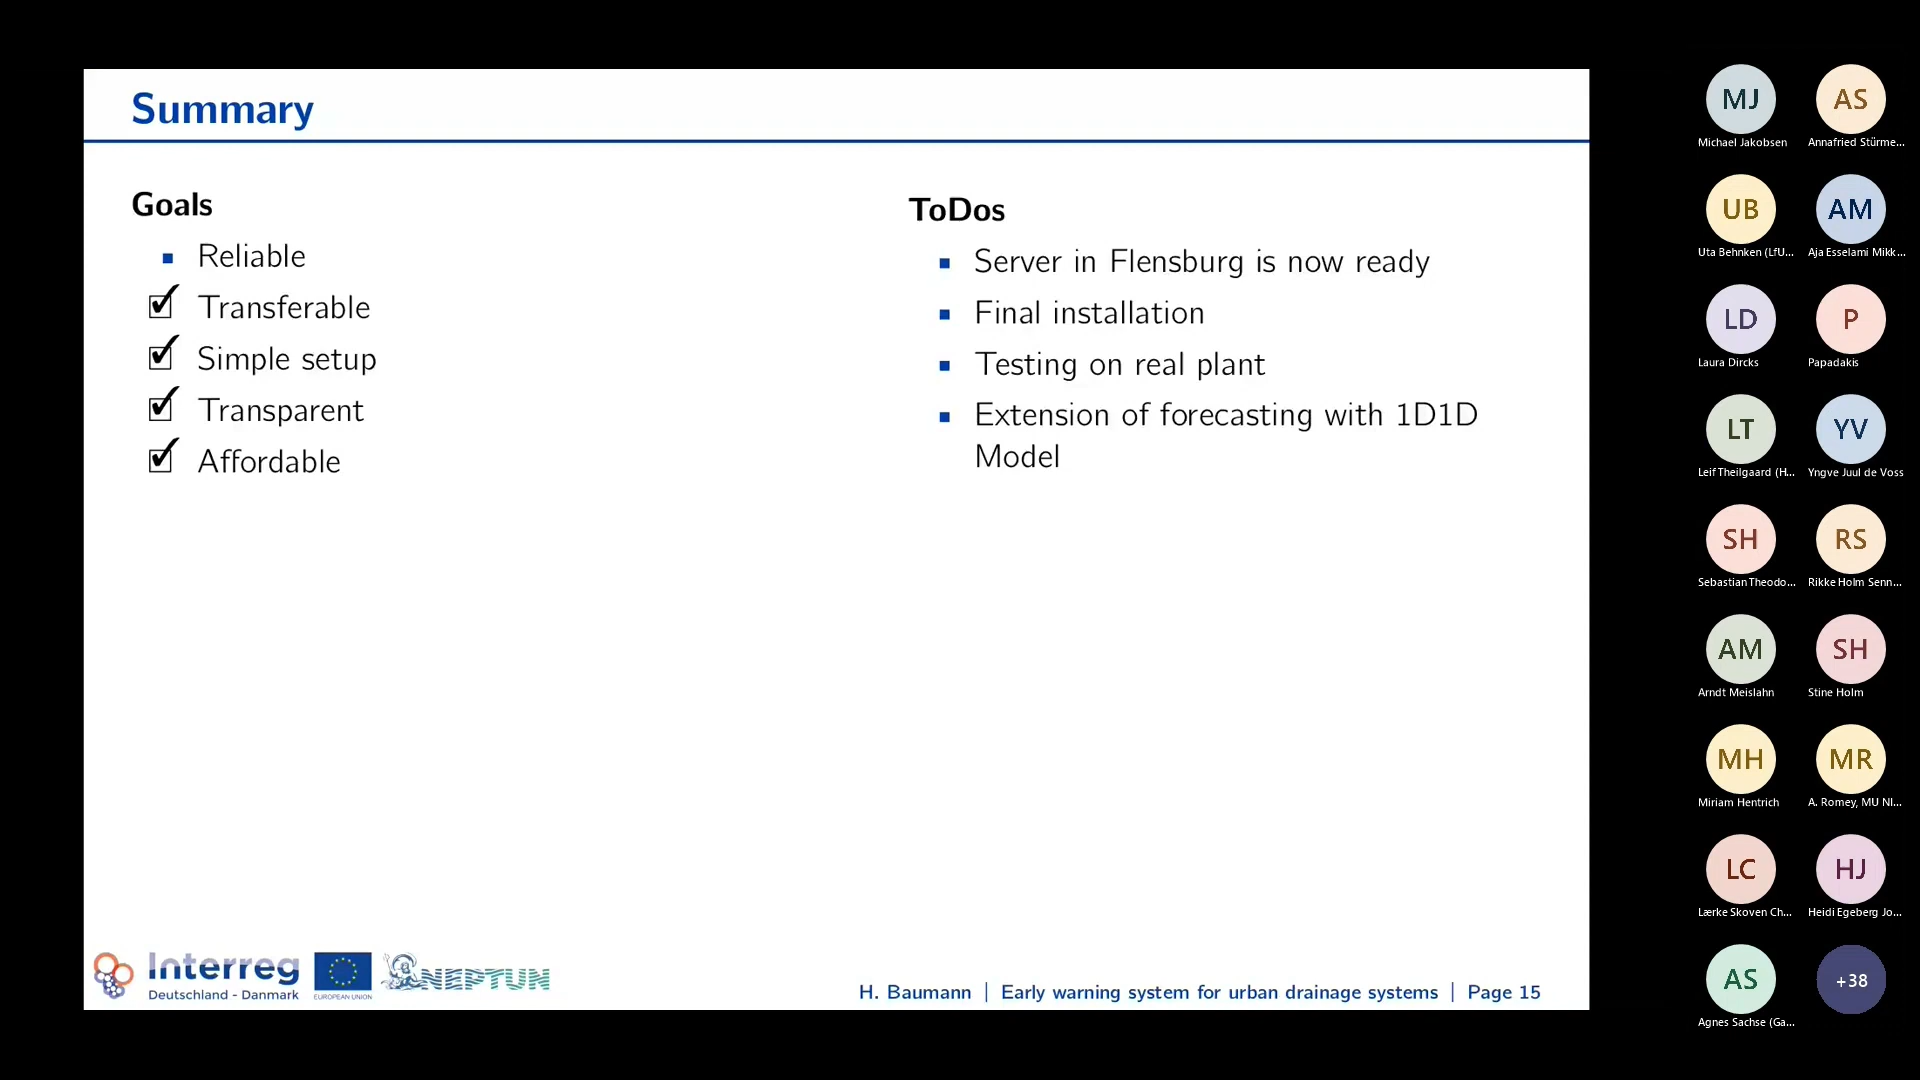 Summary
Goals
Reliable
Transferable
Simple setup
Transparent
Affordable
ToDos
Server in Flensburg is now ready
Final installation
Testing on real plant
Extension of forecasting with 1D1D
Model
Interreg
Deutschland - Danmark
EUROPEAN UNION
NEPTUN
H. Baumann | Early warning system for urban drainage systems | Page 15
MJ AS
Michael Jakobsen Annafried Stürme...
UB AM
Uta Behnken (LfU... Aja Esselami Mikk...
LD P
Laura Dircks Papadakis
LT YV
Leif Theilgaard (H... Yngve Juul de Voss
SH RS
Sebastian Theodo... Rikke Holm Senn...
AM SH
Arndt Meislahn Stine Holm
MH MR
Miriam Hentrich A. Romey, MU NI...
LC HJ
Lærke Skoven Ch... Heidi Egeberg Jo...
AS +38
Agnes Sachse (Ga...